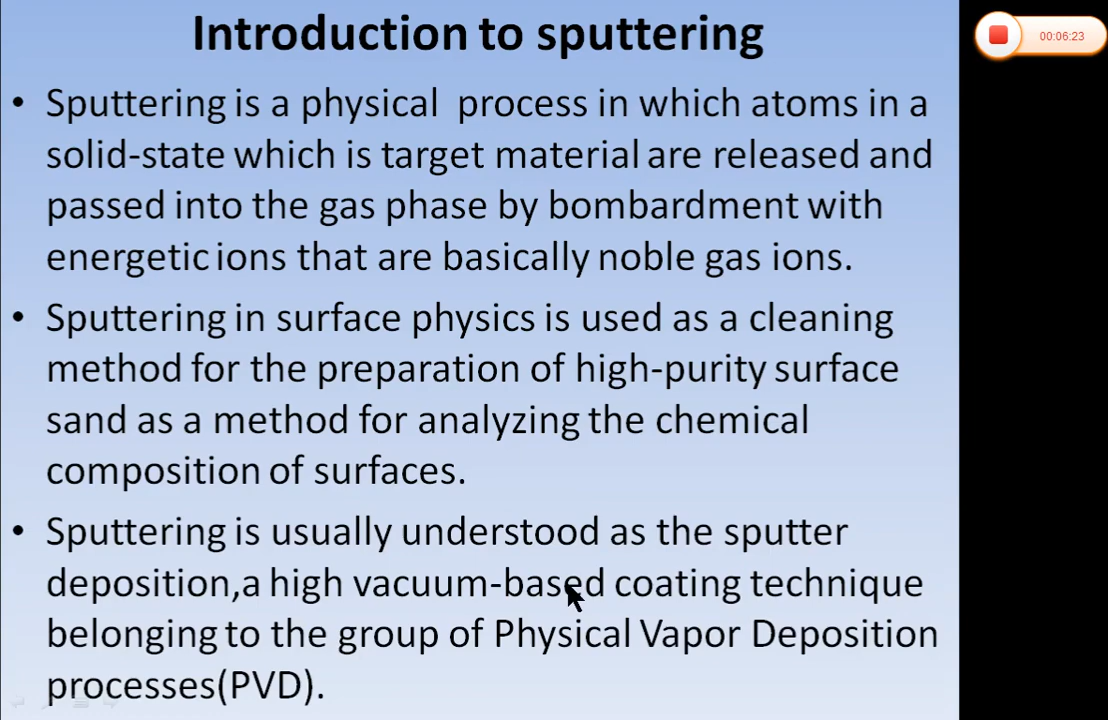 Introduction to sputtering
• Sputtering is a physical process in which atoms in a
solid-state which is target material are released and
passed into the gas phase by bombardment with
energetic ions that are basically noble gas ions.
• Sputtering in surface physics is used as a cleaning
method for the preparation of high-purity surface
sand as a method for analyzing the chemical
composition of surfaces.
• Sputtering is usually understood as the sputter
deposition,a high vacuum-based coating technique
belonging to the group of Physical Vapor Deposition
processes(PVD).
00:06:23